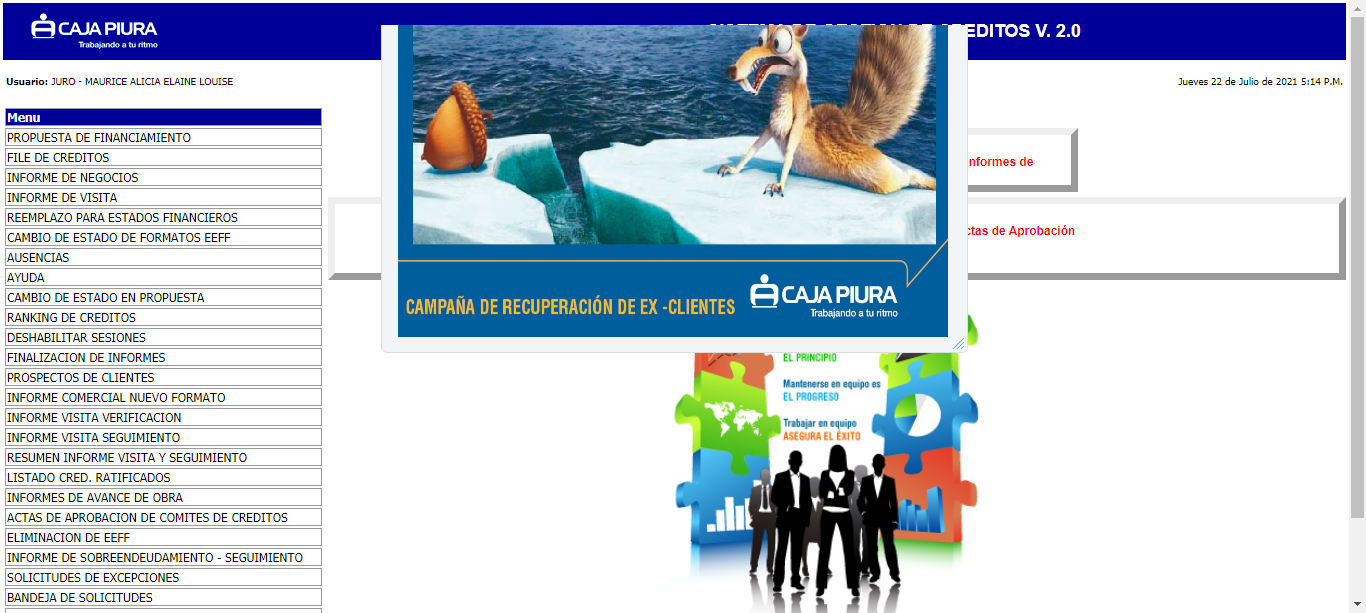 CAJA PIURA
Trabajando a tu ritmo
EDITOS V. 2.0
Usuario: JURO - MAURICE ALICIA ELAINE LOUISE
Jueves 22 de Julio de 2021 5:14 P.M.
Menu
PROPUESTA DE FINANCIAMIENTO
FILE DE CREDITOS
INFORME DE NEGOCIOS
INFORME DE VISITA
REEMPLAZO PARA ESTADOS FINANCIEROS
CAMBIO DE ESTADO DE FORMATOS EEFF
AUSENCIAS
AYUDA
CAMBIO DE ESTADO EN PROPUESTA
RANKING DE CREDITOS
DESHABILITAR SESIONES
FINALIZACION DE INFORMES
PROSPECTOS DE CLIENTES
INFORME COMERCIAL NUEVO FORMATO
INFORME VISITA VERIFICACION
INFORME VISITA SEGUIMIENTO
RESUMEN INFORME VISITA Y SEGUIMIENTO
LISTADO CRED. RATIFICADOS
INFORMES DE AVANCE DE OBRA
ACTAS DE APROBACION DE COMITES DE CREDITOS
ELIMINACION DE EEFF
INFORME DE SOBREENDEUDAMIENTO - SEGUIMIENTO
SOLICITUDES DE EXCEPCIONES
BANDEJA DE SOLICITUDES
nformes de
ctas de Aprobación
CAMPAÑA DE RECUPERACIÓN DE EX -CLIENTES
CAJA PIURA
Trabajando a tu ritmo
EL PRINCIPIO
Mantenerse en equipo es
EL PROGRESO
Trabajar en equipo
ASEGURA EL ÉXITO